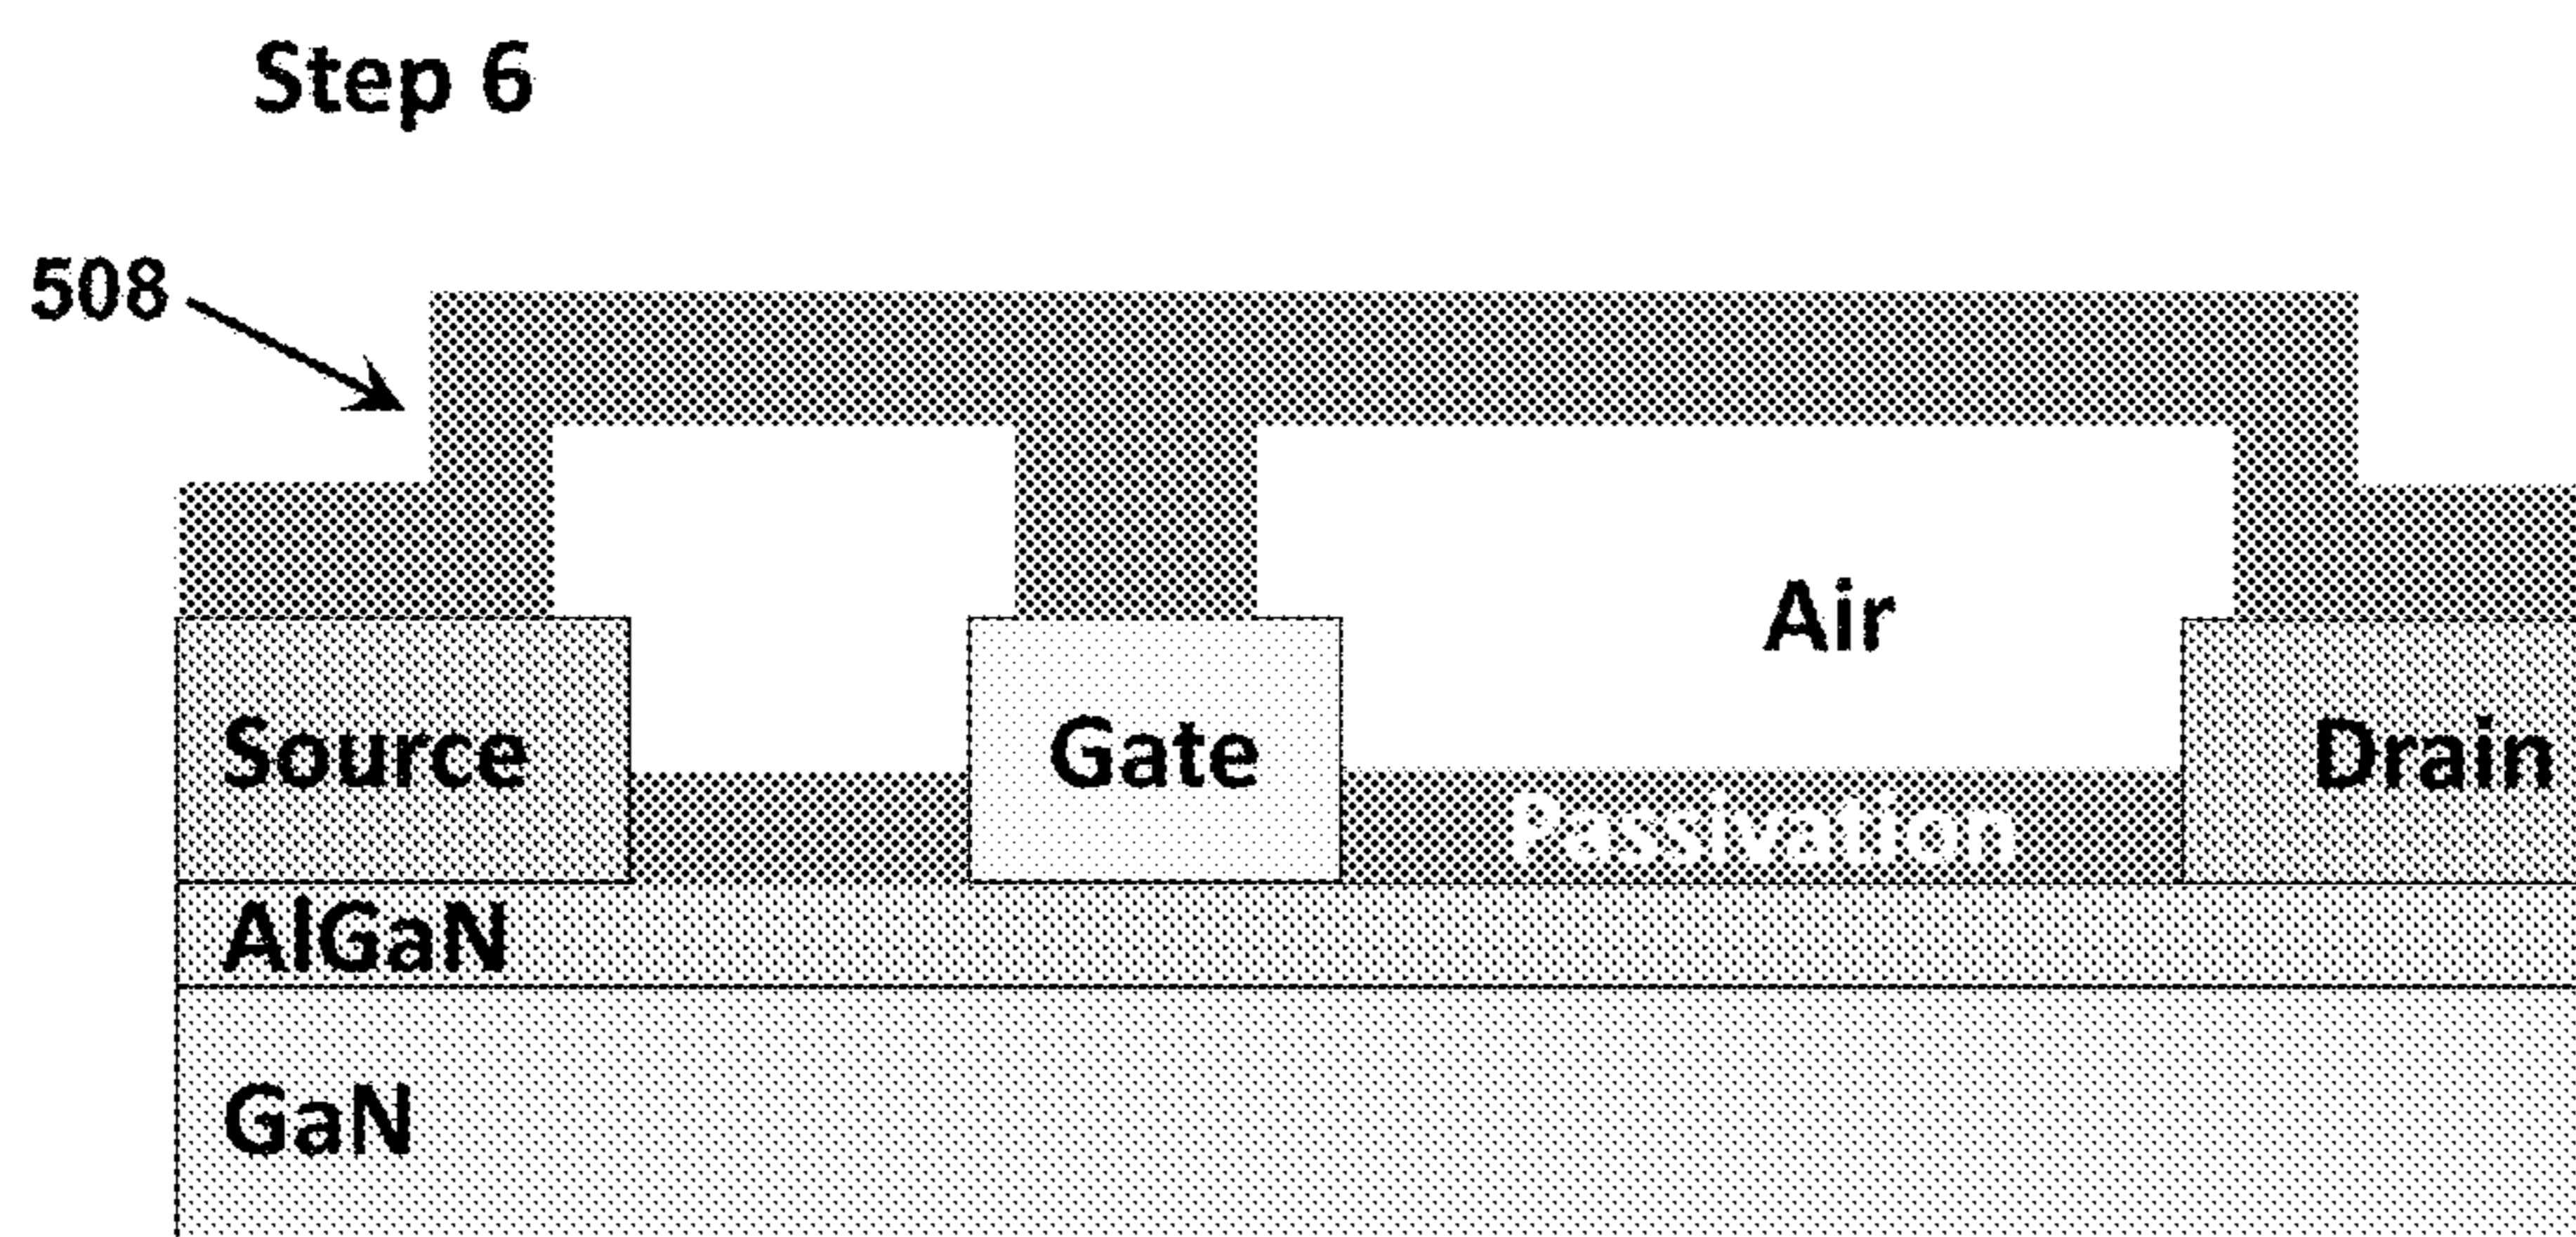 Step 6
508
Air
Source
Gate
Drain
Passivation
AlGaN
GaN